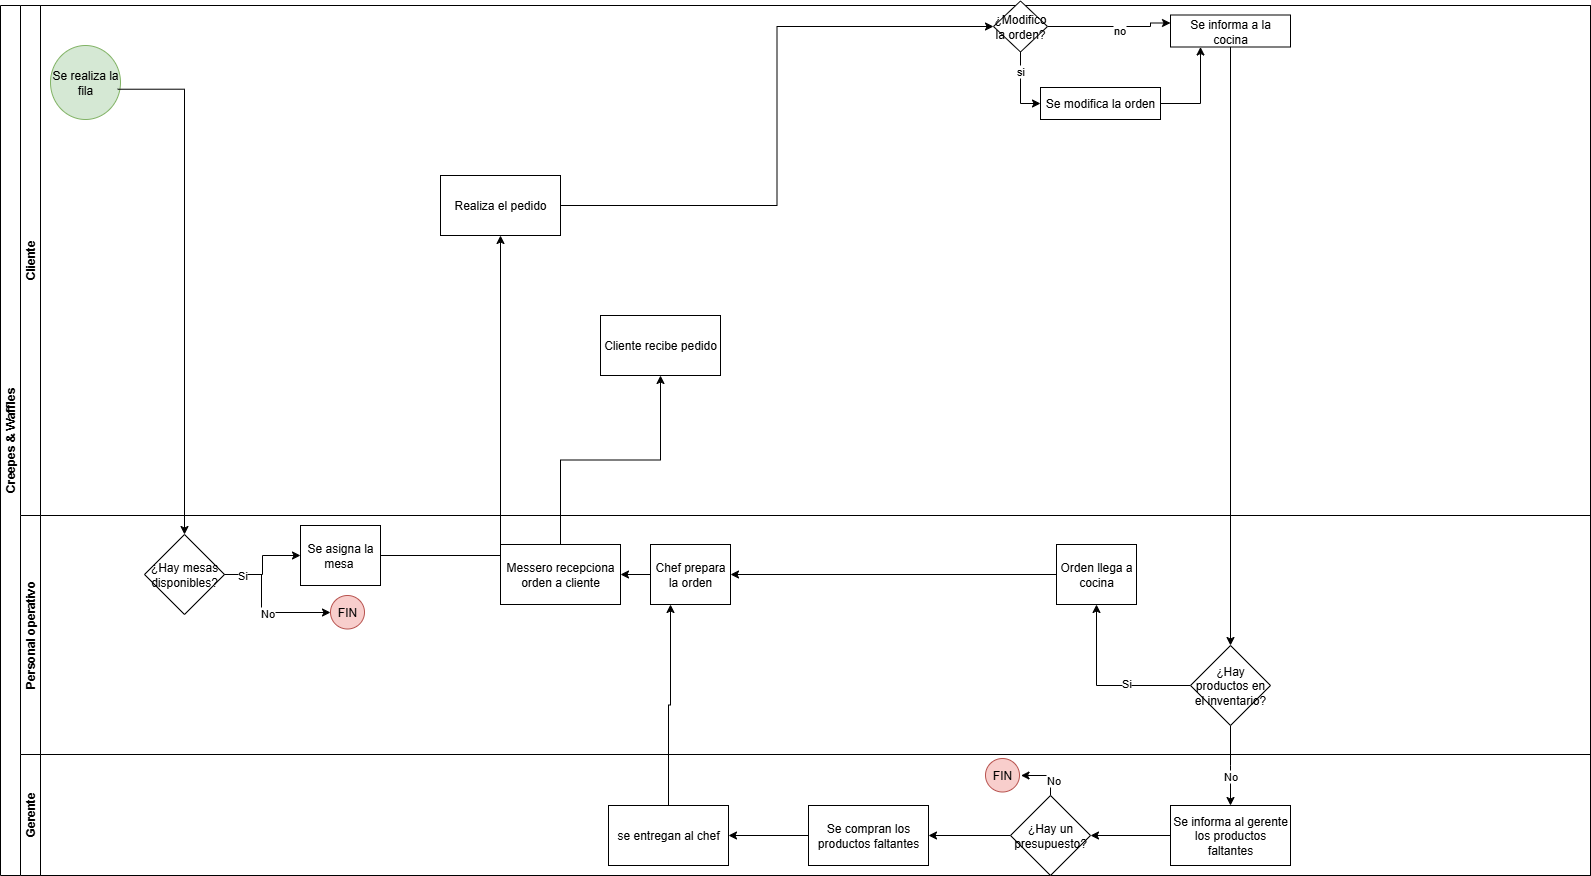 Creepes & Waffles
Cliente
Se realiza la
fila
¿Modifico
la orden?
no
Se informa a la
cocina
si
Se modifica la orden
Realiza el pedido
Cliente recibe pedido
Personal operativo
¿Hay mesas
disponibles?
Si
Se asigna la
mesa
No
FIN
Messero recepciona
orden a cliente
Chef prepara
la orden
Orden llega a
cocina
Si
¿Hay
productos en
el inventario?
No
Gerente
FIN
No
se entregan al chef
Se compran los
productos faltantes
¿Hay un
presupuesto?
Se informa al gerente
los productos
faltantes